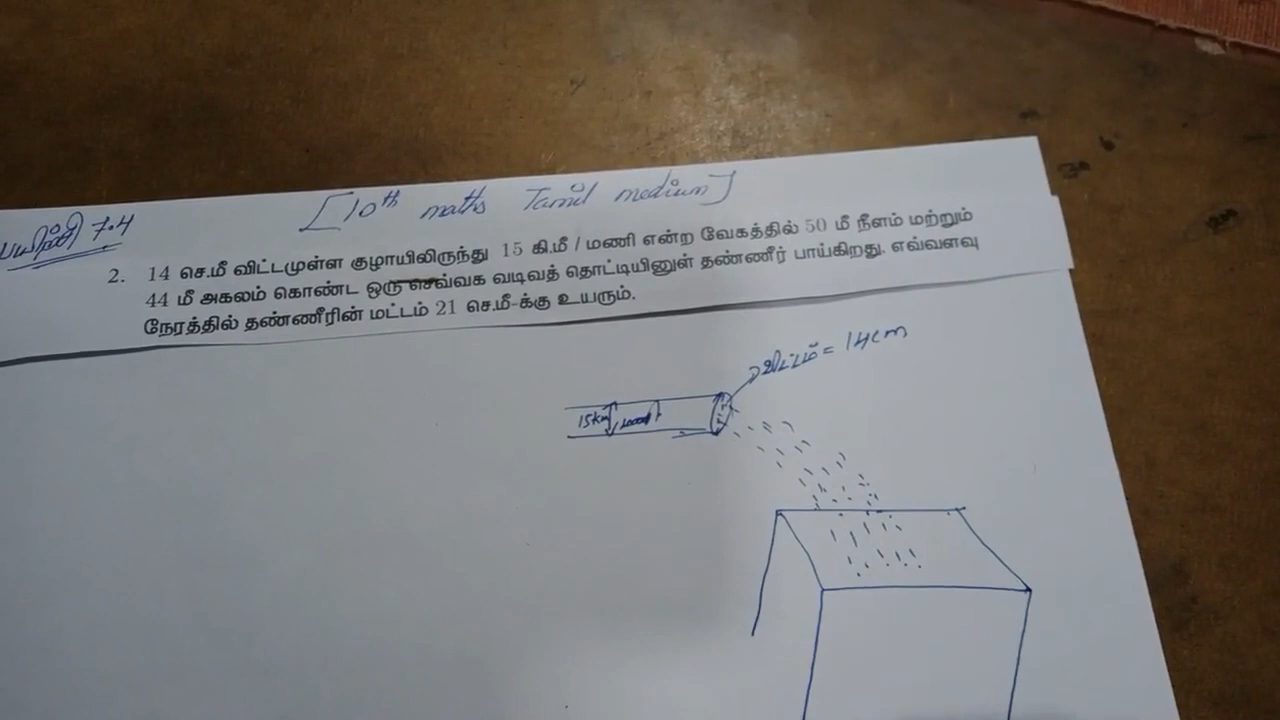 [10th maths Tamil medium]
பயிற்சி 7.4
2. 14 செ.மீ விட்டமுள்ள குழாயிலிருந்து 15 கி.மீ / மணி என்ற வேகத்தில் 50 மீ நீளம் மற்றும்
44 மீ அகலம் கொண்ட ஒரு செவ்வக வடிவத் தொட்டியினுள் தண்ணீர் பாய்கிறது. எவ்வளவு
நேரத்தில் தண்ணீரின் மட்டம் 21 செ.மீ-க்கு உயரும்.
விட்டம் = 14cm
15km